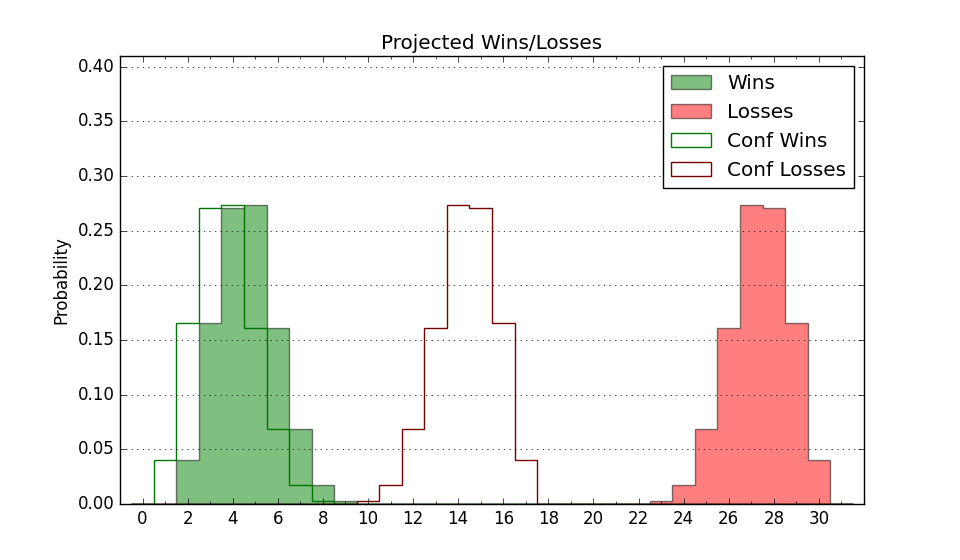 Projected Wins/Losses
Wins
Losses
Conf Wins
Conf Losses
Probability
0.40
0.35
0.30
0.25
0.20
0.15
0.10
0.05
0.00
0 2 4 6 8 10 12 14 16 18 20 22 24 26 28 30